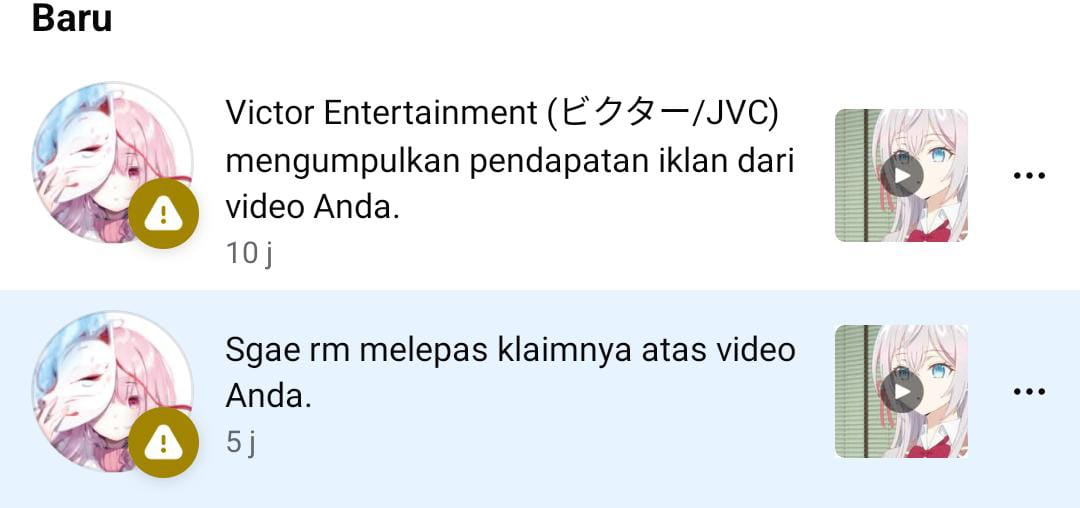 Baru
Victor Entertainment (ビクター/JVC)
mengumpulkan pendapatan iklan dari
video Anda.
10 j
Sgae rm melepas klaimnya atas video
Anda.
5 j